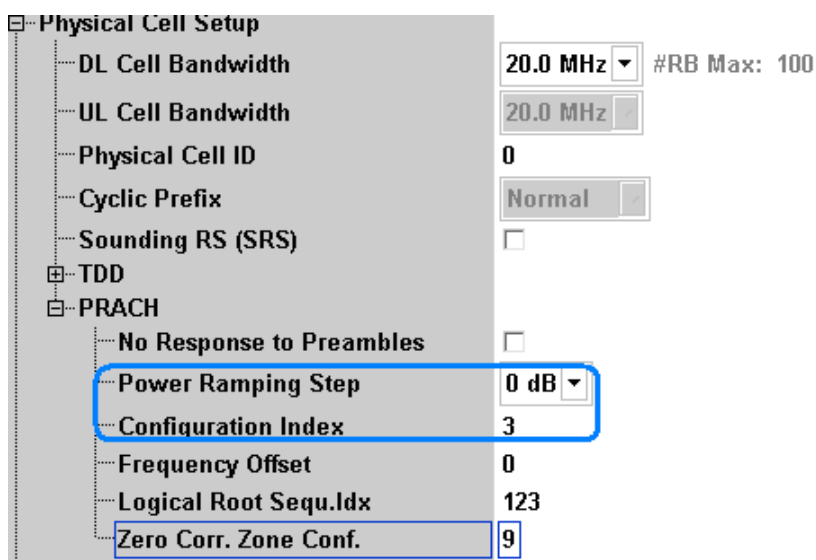 Physical Cell Setup
DL Cell Bandwidth 20.0 MHz #RB Max: 100
UL Cell Bandwidth 20.0 MHz
Physical Cell ID 0
Cyclic Prefix Normal
Sounding RS (SRS)
TDD
PRACH
No Response to Preambles
Power Ramping Step 0 dB
Configuration Index 3
Frequency Offset 0
Logical Root Sequ.Idx 123
Zero Corr. Zone Conf. 9